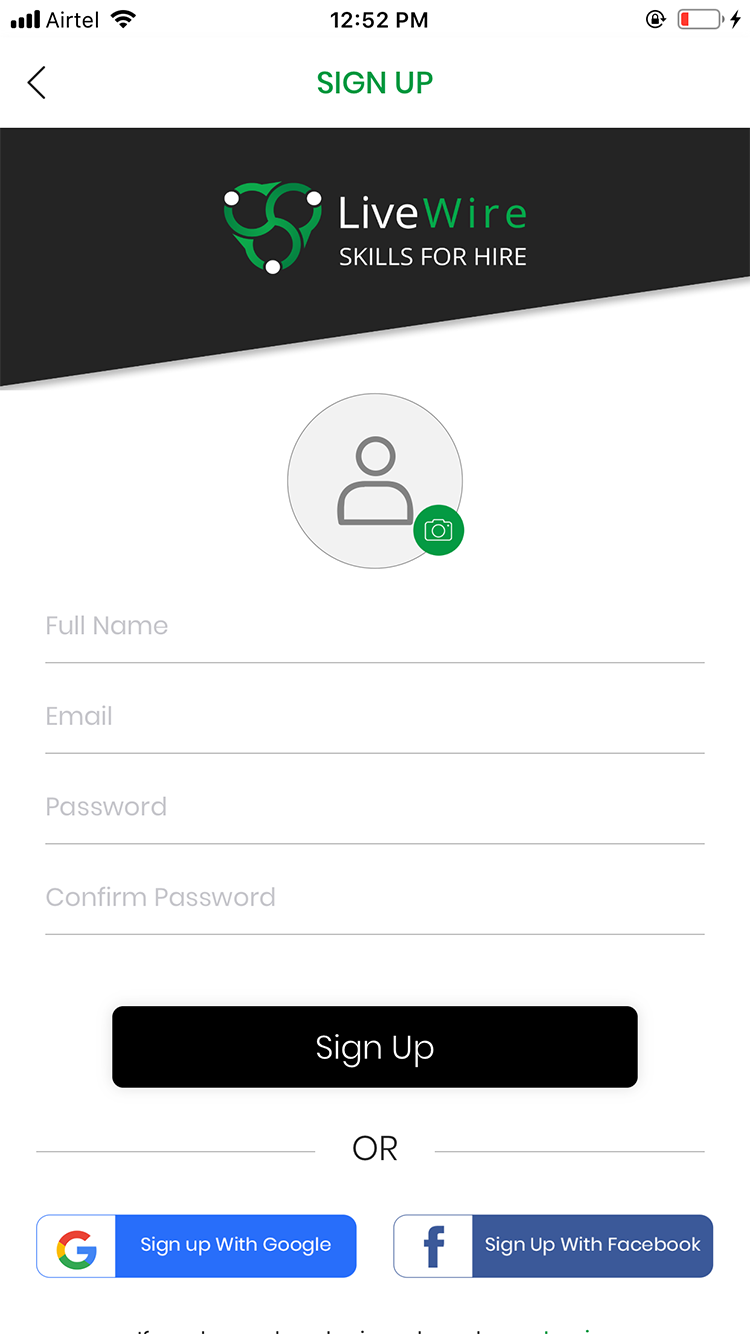 Airtel 12:52 PM
SIGN UP
LiveWire
SKILLS FOR HIRE
Full Name
Email
Password
Confirm Password
Sign Up
OR
Sign up With Google
Sign Up With Facebook